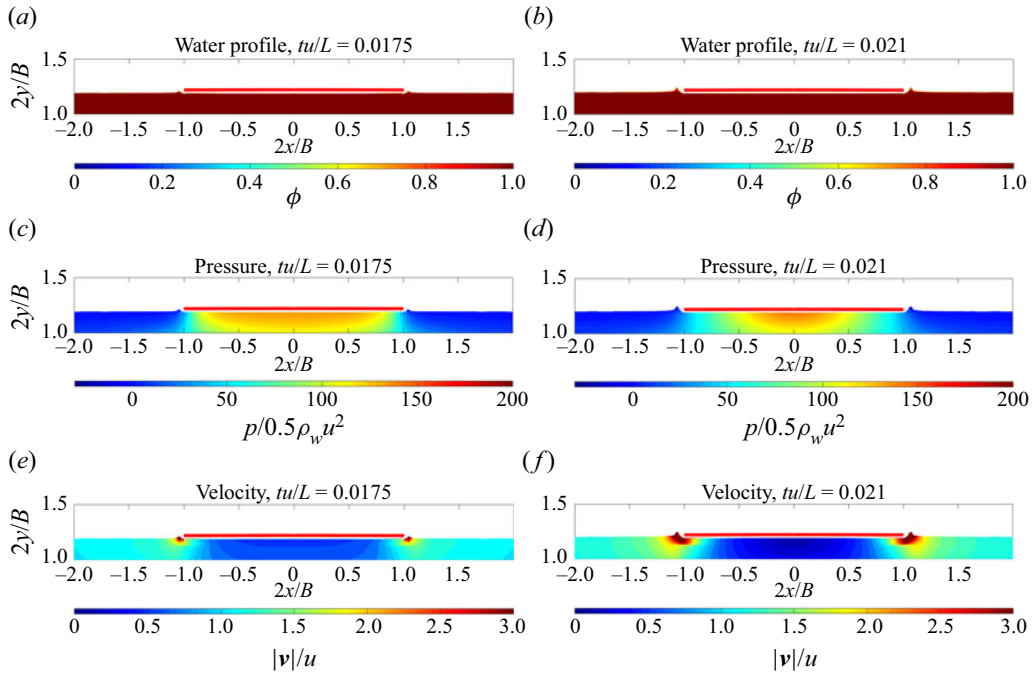 (a)
Water profile, tu/L = 0.0175
1.5
2y/B
1.0
–2.0 –1.5 –1.0 –0.5 0 0.5 1.0 1.5
2x/B
0 0.2 0.4 0.6 0.8 1.0
ϕ
(b)
Water profile, tu/L = 0.021
1.5
1.0
–2.0 –1.5 –1.0 –0.5 0 0.5 1.0 1.5
2x/B
0 0.2 0.4 0.6 0.8 1.0
ϕ
(c)
Pressure, tu/L = 0.0175
1.5
2y/B
1.0
–2.0 –1.5 –1.0 –0.5 0 0.5 1.0 1.5
2x/B
0 50 100 150 200
p/0.5ρ_w u²
(d)
Pressure, tu/L = 0.021
1.5
1.0
–2.0 –1.5 –1.0 –0.5 0 0.5 1.0 1.5
2x/B
0 50 100 150 200
p/0.5ρ_w u²
(e)
Velocity, tu/L = 0.0175
1.5
2y/B
1.0
–2.0 –1.5 –1.0 –0.5 0 0.5 1.0 1.5
2x/B
0 0.5 1.0 1.5 2.0 2.5 3.0
|v|/u
(f)
Velocity, tu/L = 0.021
1.5
1.0
–2.0 –1.5 –1.0 –0.5 0 0.5 1.0 1.5
2x/B
0 0.5 1.0 1.5 2.0 2.5 3.0
|v|/u